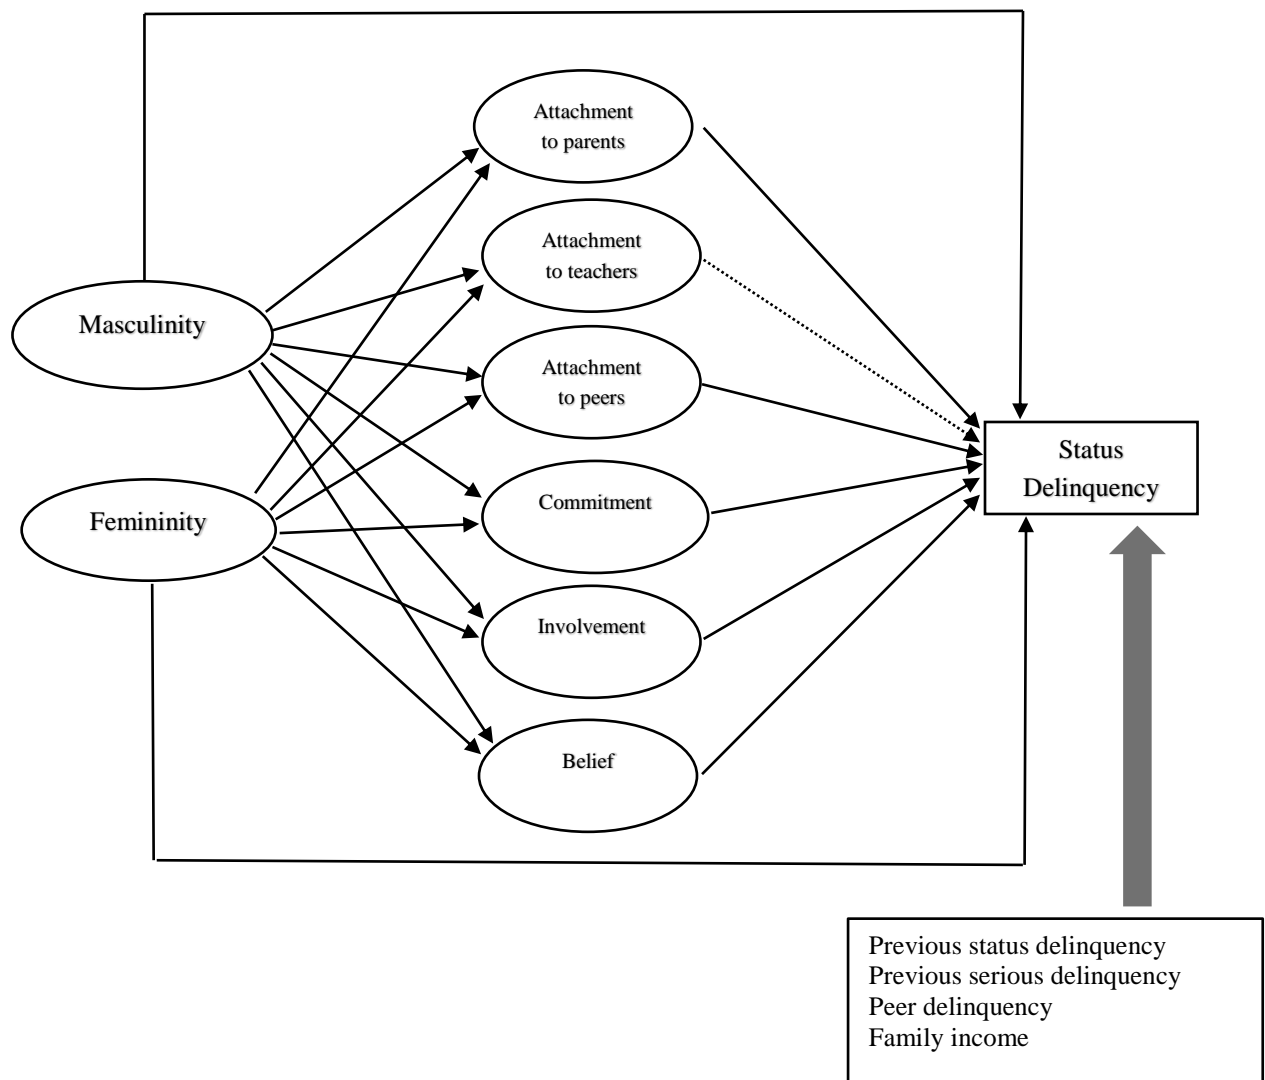 Attachment
to parents
Attachment
to teachers
Masculinity
Attachment
to peers
Status
Delinquency
Commitment
Femininity
Involvement
Belief
Previous status delinquency
Previous serious delinquency
Peer delinquency
Family income